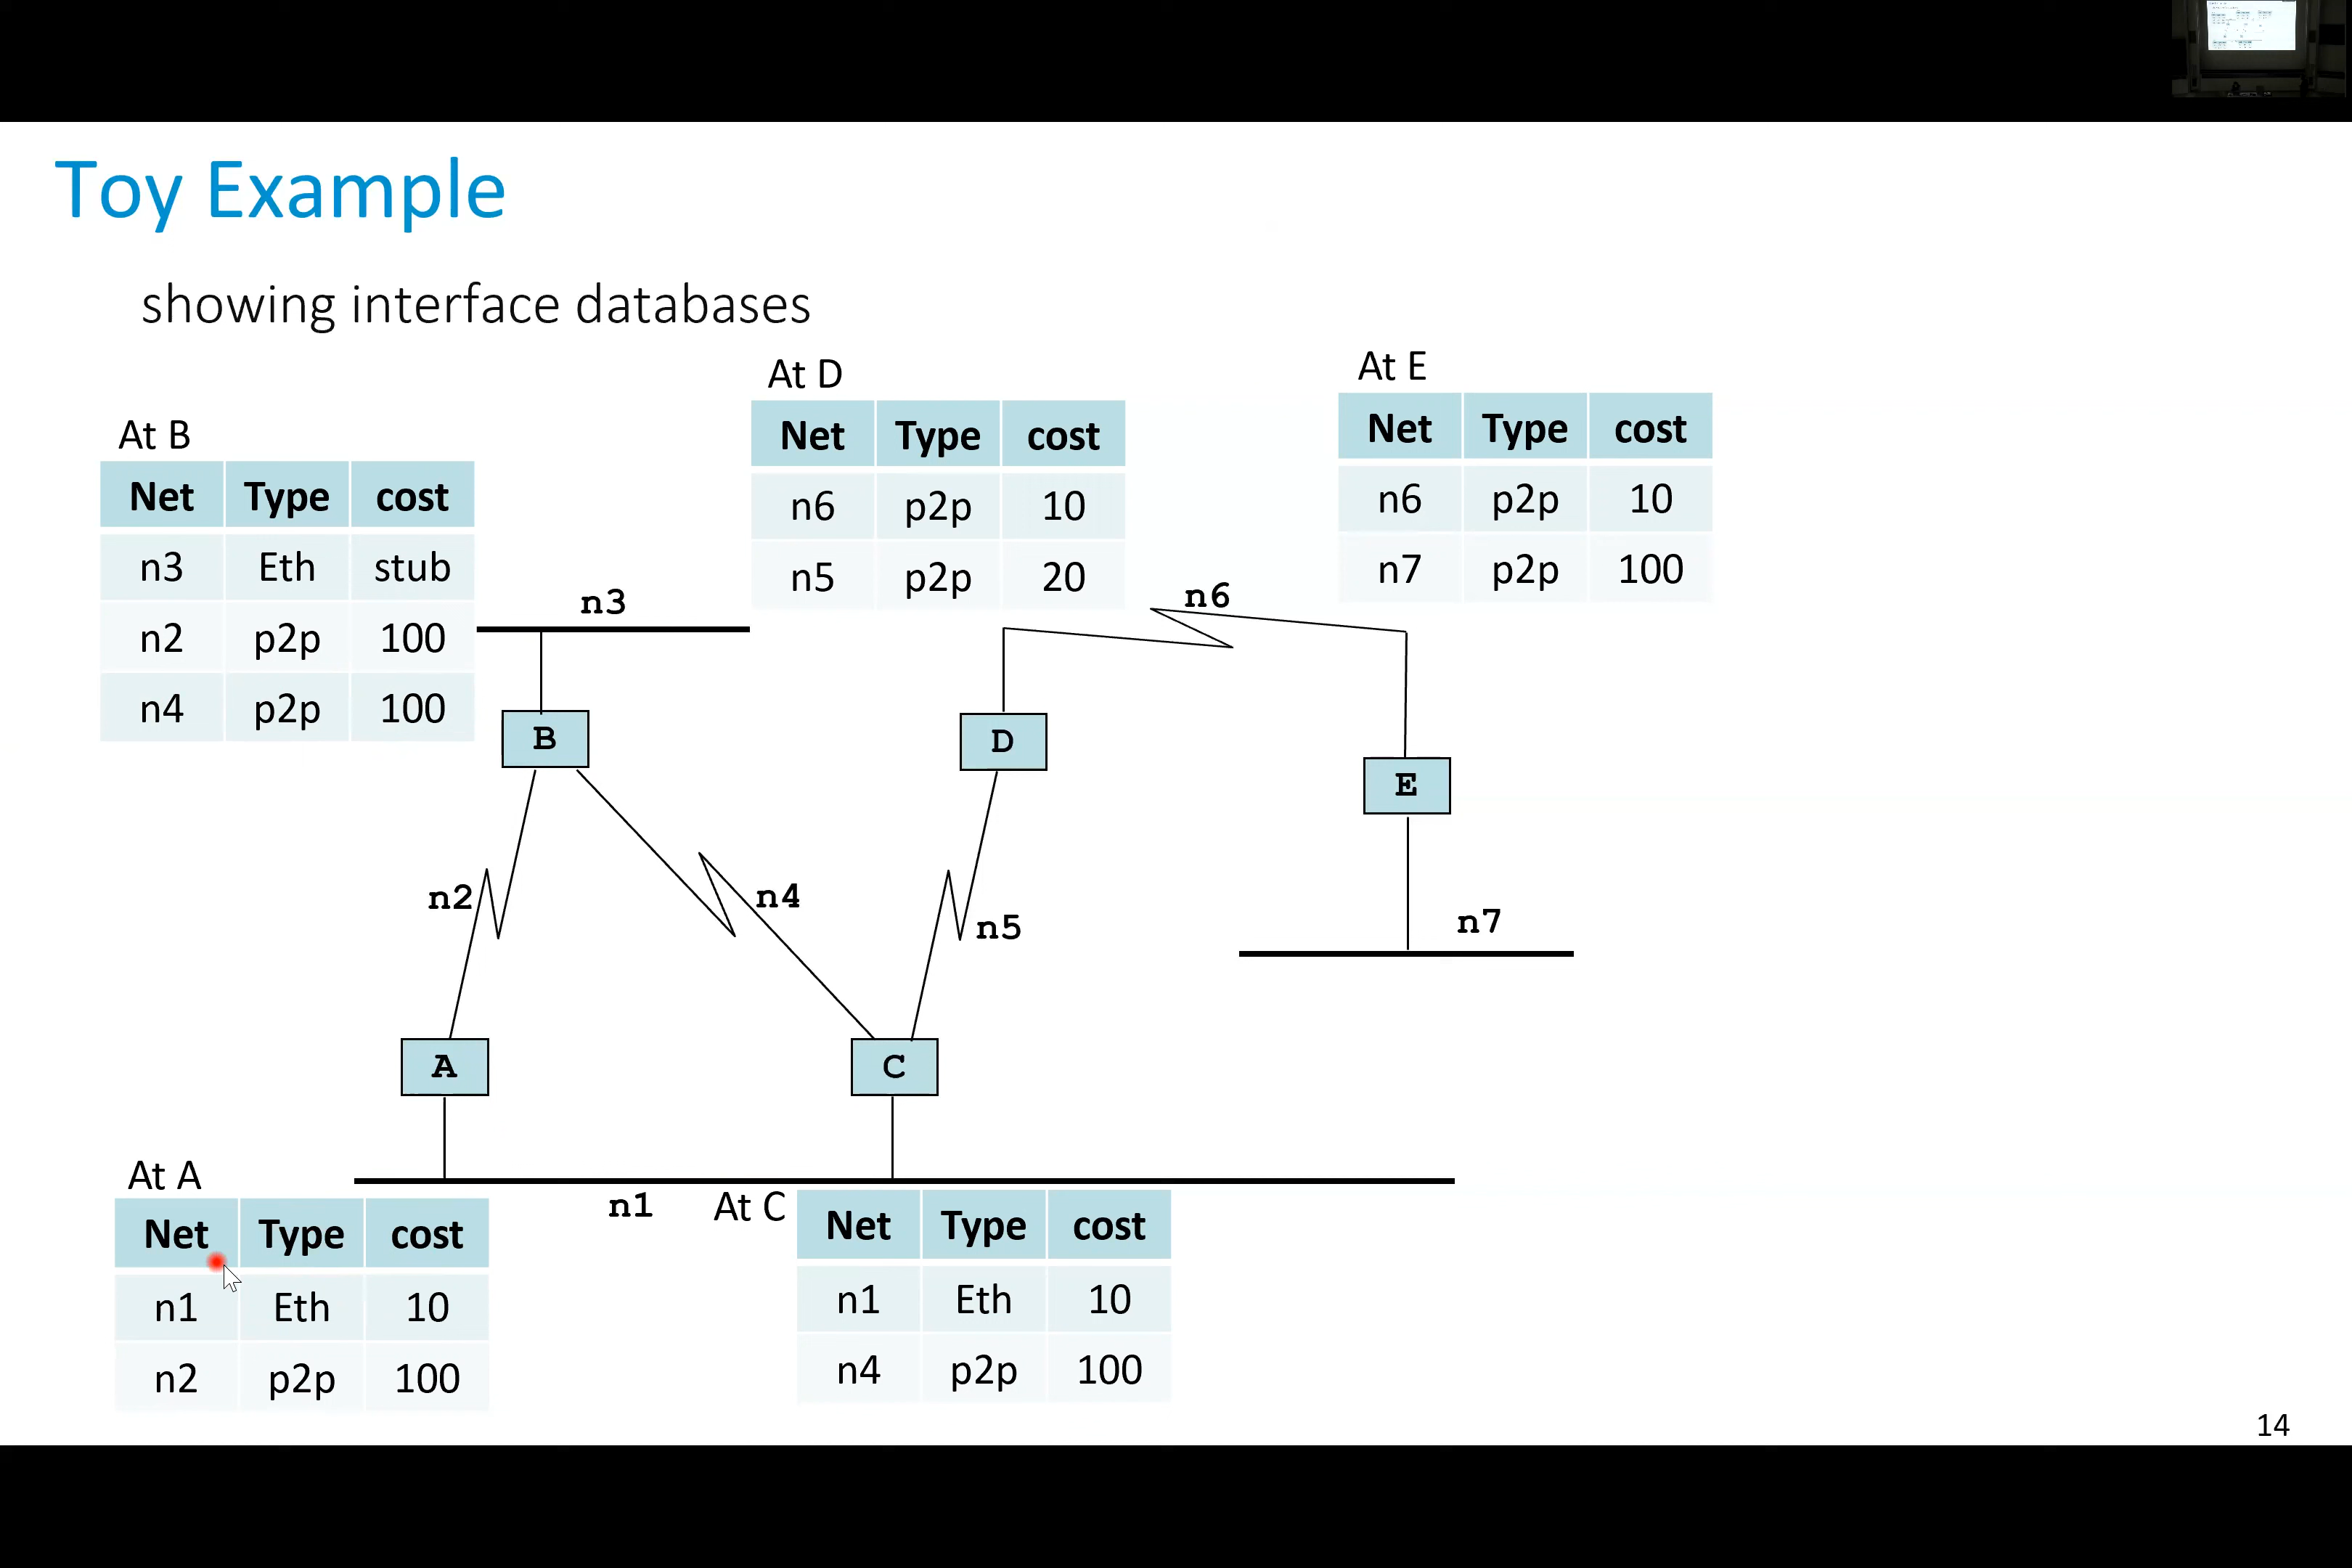 Toy Example
showing interface databases
At B
Net Type cost
n3 Eth stub
n2 p2p 100
n4 p2p 100
At D
Net Type cost
n6 p2p 10
n5 p2p 20
At E
Net Type cost
n6 p2p 10
n7 p2p 100
n3
n6
B
D
E
n2
n4
n5
n7
A
C
n1
At A
Net Type cost
n1 Eth 10
n2 p2p 100
At C
Net Type cost
n1 Eth 10
n4 p2p 100
14